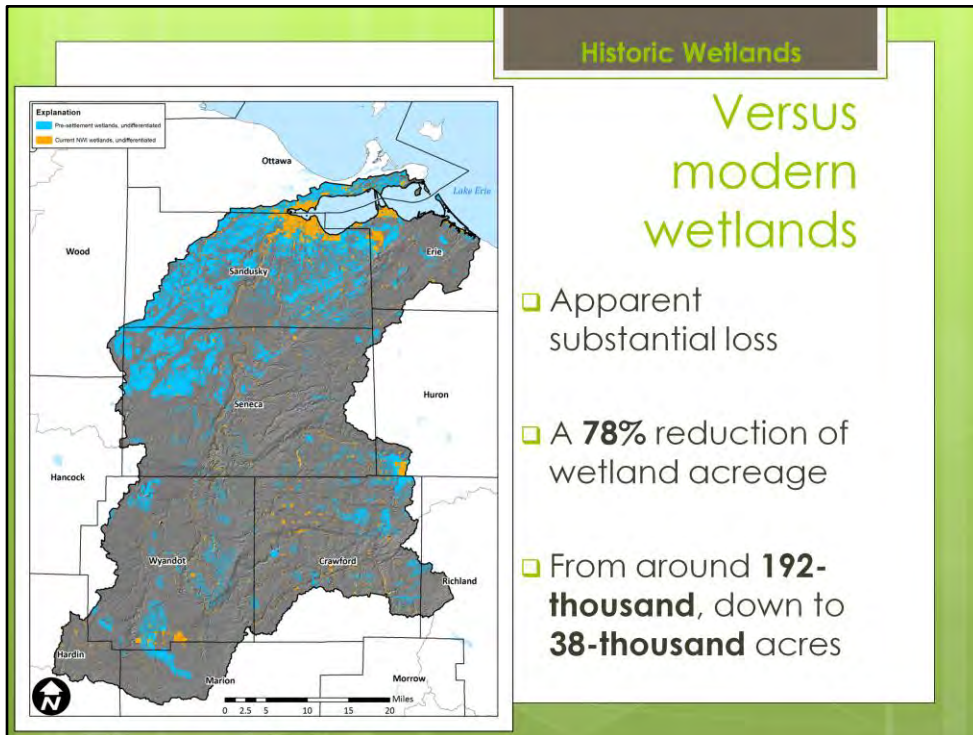 Historic Wetlands
Versus
modern
wetlands
Explanation
Pre-settlement wetlands, undifferentiated
Current NWI wetlands, undifferentiated
Ottawa
Lake Erie
Wood
Erie
Sandusky
Huron
Seneca
Hancock
Wyandot
Crawford
Richland
Hardin
Marion
Morrow
N
Miles
0 2.5 5 10 15 20
Apparent
substantial loss
A 78% reduction of
wetland acreage
From around 192-
thousand, down to
38-thousand acres